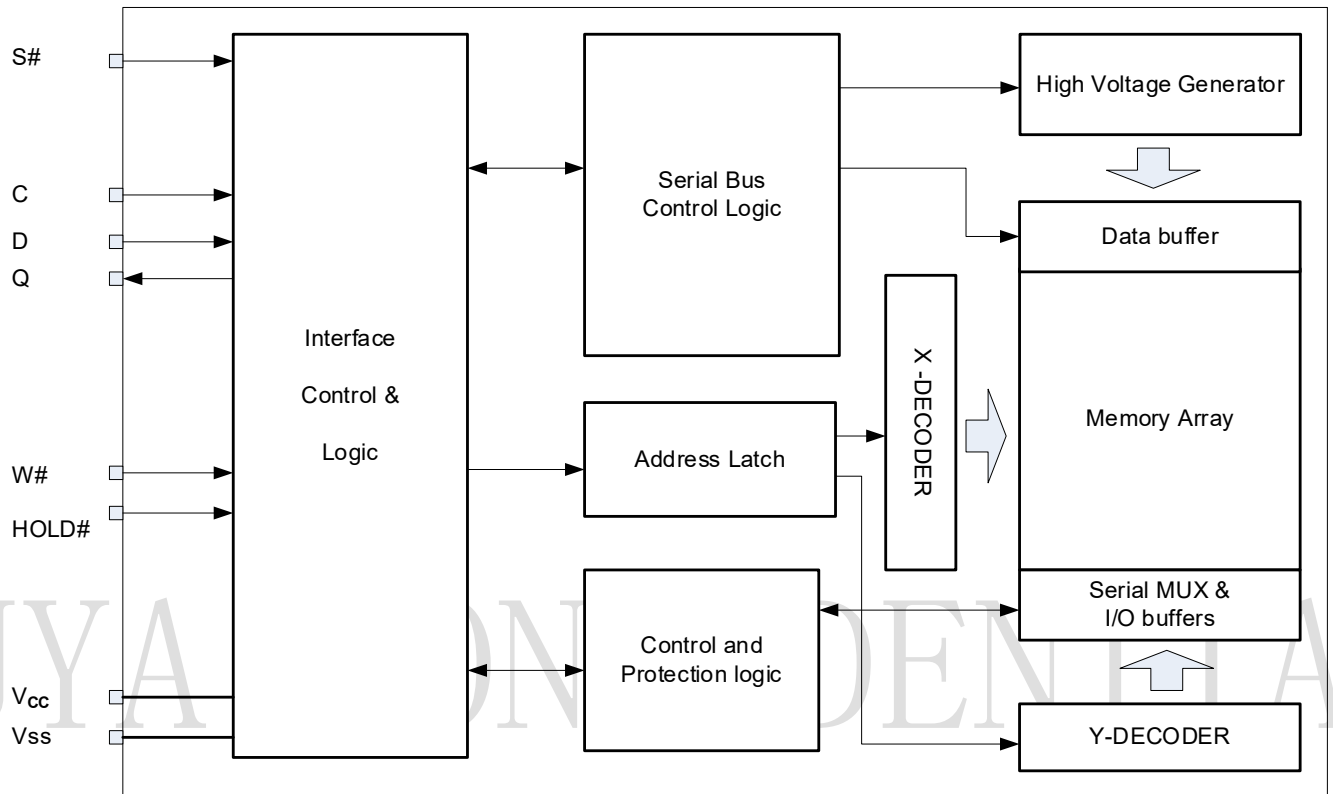 S#
C
D
Q
W#
HOLD#
Vcc
Vss
Interface
Control &
Logic
Serial Bus
Control Logic
High Voltage Generator
Data buffer
X -DECODER
Memory Array
Address Latch
Serial MUX &
I/O buffers
Control and
Protection logic
Y-DECODER